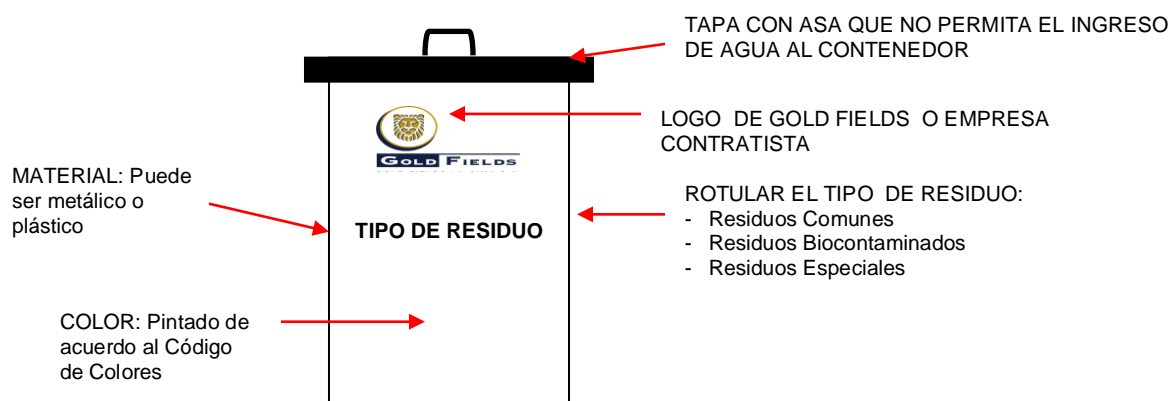 TAPA CON ASA QUE NO PERMITA EL INGRESO
DE AGUA AL CONTENEDOR
LOGO DE GOLD FIELDS O EMPRESA
CONTRATISTA
GOLD FIELDS
MATERIAL: Puede
ser metálico o
plástico
ROTULAR EL TIPO DE RESIDUO:
- Residuos Comunes
- Residuos Biocontaminados
- Residuos Especiales
TIPO DE RESIDUO
COLOR: Pintado de
acuerdo al Código
de Colores